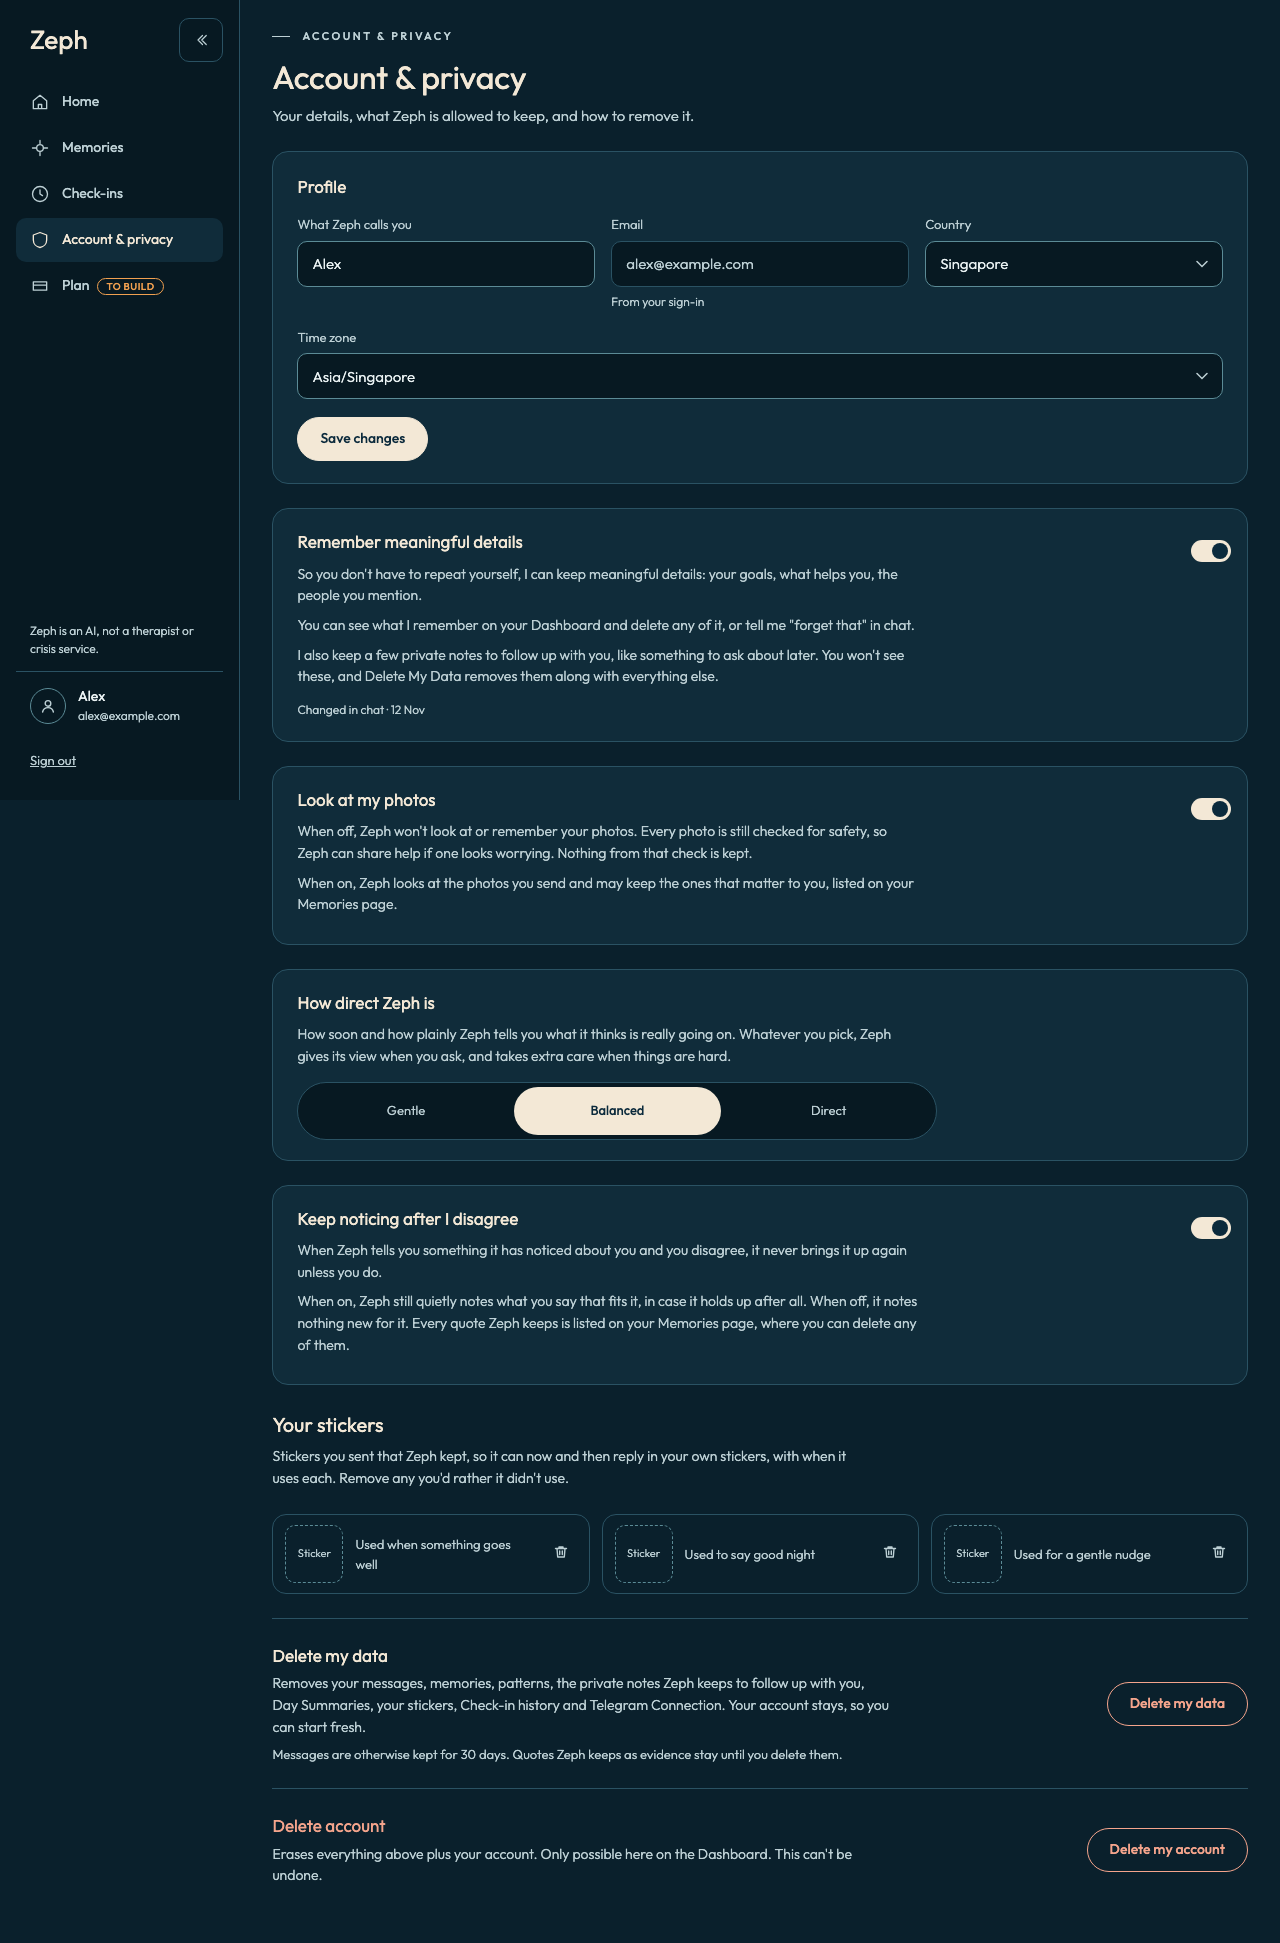 Zeph
Home
Memories
Check-ins
Account & privacy
Plan TO BUILD
Zeph is an AI, not a therapist or
crisis service.
Alex
alex@example.com
Sign out
ACCOUNT & PRIVACY
Account & privacy
Your details, what Zeph is allowed to keep, and how to remove it.
Profile
What Zeph calls you
Alex
Email
alex@example.com
From your sign-in
Country
Singapore
Time zone
Asia/Singapore
Save changes
Remember meaningful details
So you don't have to repeat yourself, I can keep meaningful details: your goals, what helps you, the
people you mention.
You can see what I remember on your Dashboard and delete any of it, or tell me "forget that" in chat.
I also keep a few private notes to follow up with you, like something to ask about later. You won't see
these, and Delete My Data removes them along with everything else.
Changed in chat · 12 Nov
Look at my photos
When off, Zeph won't look at or remember your photos. Every photo is still checked for safety, so
Zeph can share help if one looks worrying. Nothing from that check is kept.
When on, Zeph looks at the photos you send and may keep the ones that matter to you, listed on your
Memories page.
How direct Zeph is
How soon and how plainly Zeph tells you what it thinks is really going on. Whatever you pick, Zeph
gives its view when you ask, and takes extra care when things are hard.
Gentle
Balanced
Direct
Keep noticing after I disagree
When Zeph tells you something it has noticed about you and you disagree, it never brings it up again
unless you do.
When on, Zeph still quietly notes what you say that fits it, in case it holds up after all. When off, it notes
nothing new for it. Every quote Zeph keeps is listed on your Memories page, where you can delete any
of them.
Your stickers
Stickers you sent that Zeph kept, so it can now and then reply in your own stickers, with when it
uses each. Remove any you'd rather it didn't use.
Sticker
Used when something goes
well
Sticker
Used to say good night
Sticker
Used for a gentle nudge
Delete my data
Removes your messages, memories, patterns, the private notes Zeph keeps to follow up with you,
Day Summaries, your stickers, Check-in history and Telegram Connection. Your account stays, so you
can start fresh.
Messages are otherwise kept for 30 days. Quotes Zeph keeps as evidence stay until you delete them.
Delete my data
Delete account
Erases everything above plus your account. Only possible here on the Dashboard. This can't be
undone.
Delete my account